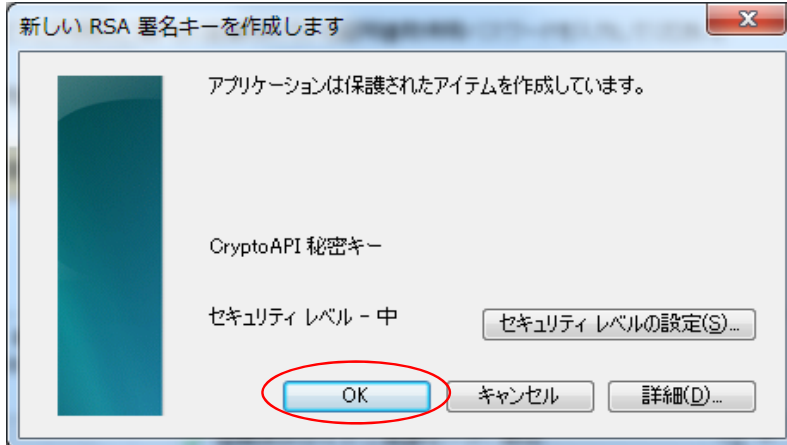 新しい RSA 署名キーを作成します
アプリケーションは保護されたアイテムを作成しています。
CryptoAPI 秘密キー
セキュリティ レベル - 中
セキュリティ レベルの設定(S)...
OK
キャンセル
詳細(D)...